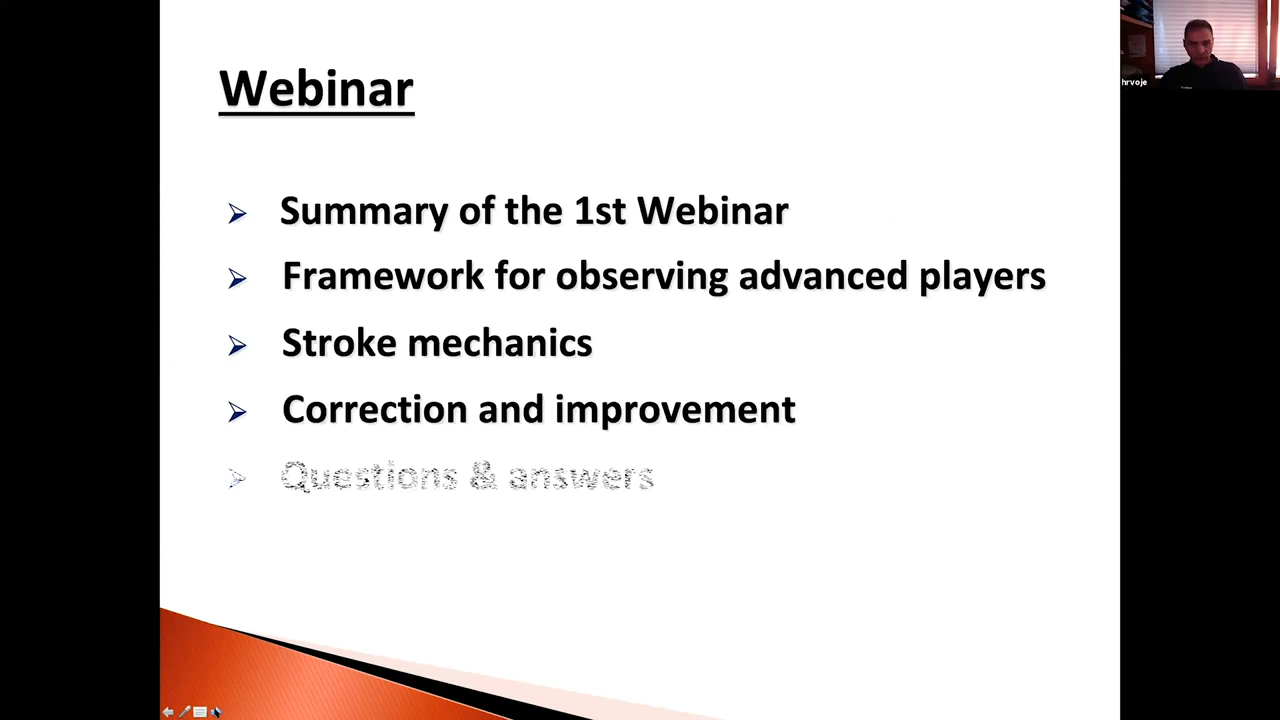 Webinar
hrvoje
Summary of the 1st Webinar
Framework for observing advanced players
Stroke mechanics
Correction and improvement
Questions & answers